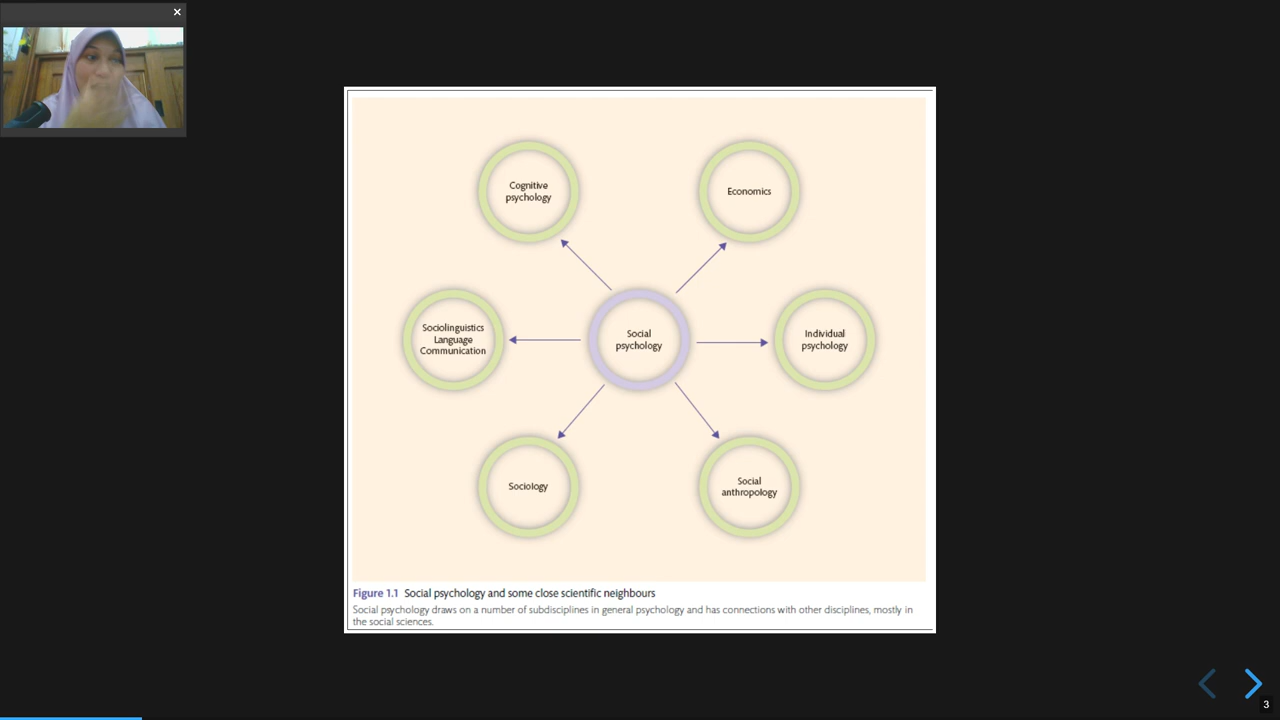 Cognitive
psychology
Economics
Sociolinguistics
Language
Communication
Social
psychology
Individual
psychology
Sociology
Social
anthropology
Figure 1.1 Social psychology and some close scientific neighbours
Social psychology draws on a number of subdisciplines in general psychology and has connections with other disciplines, mostly in
the social sciences.
3